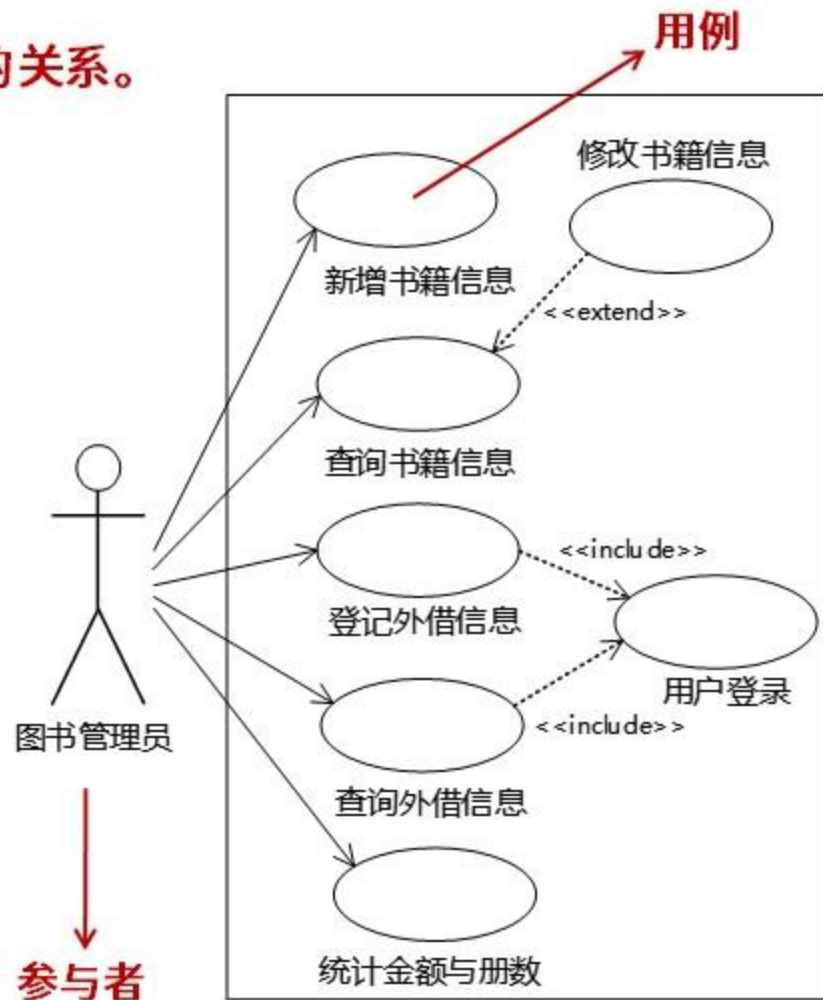 用例
的关系。
修改书籍信息
新增书籍信息
<<extend>>
查询书籍信息
<<include>>
登记外借信息
用户登录
<<include>>
图书管理员
查询外借信息
统计金额与册数
参与者